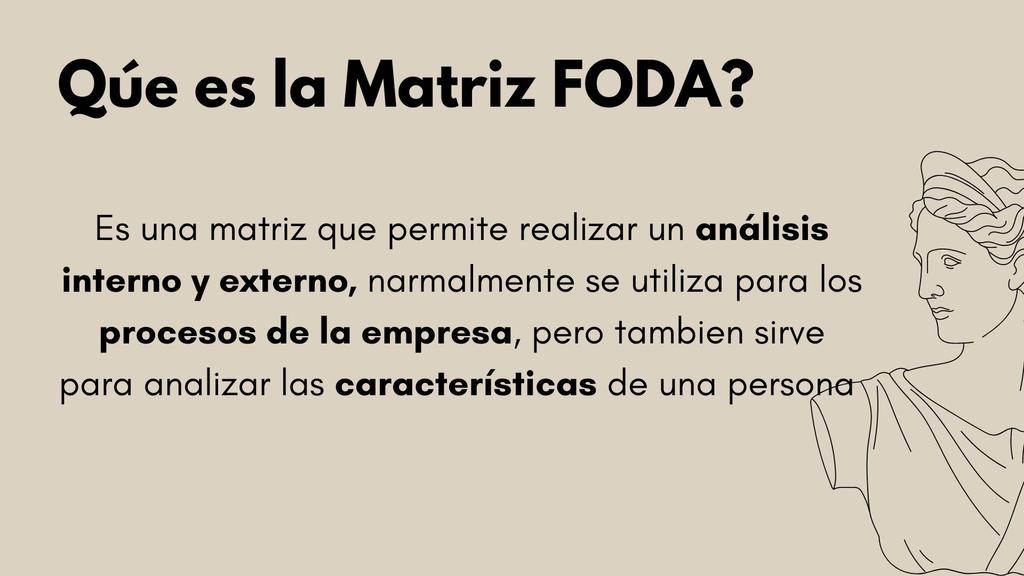 Qúe es la Matriz FODA?
Es una matriz que permite realizar un análisis
interno y externo, narmalmente se utiliza para los
procesos de la empresa, pero tambien sirve
para analizar las características de una persona